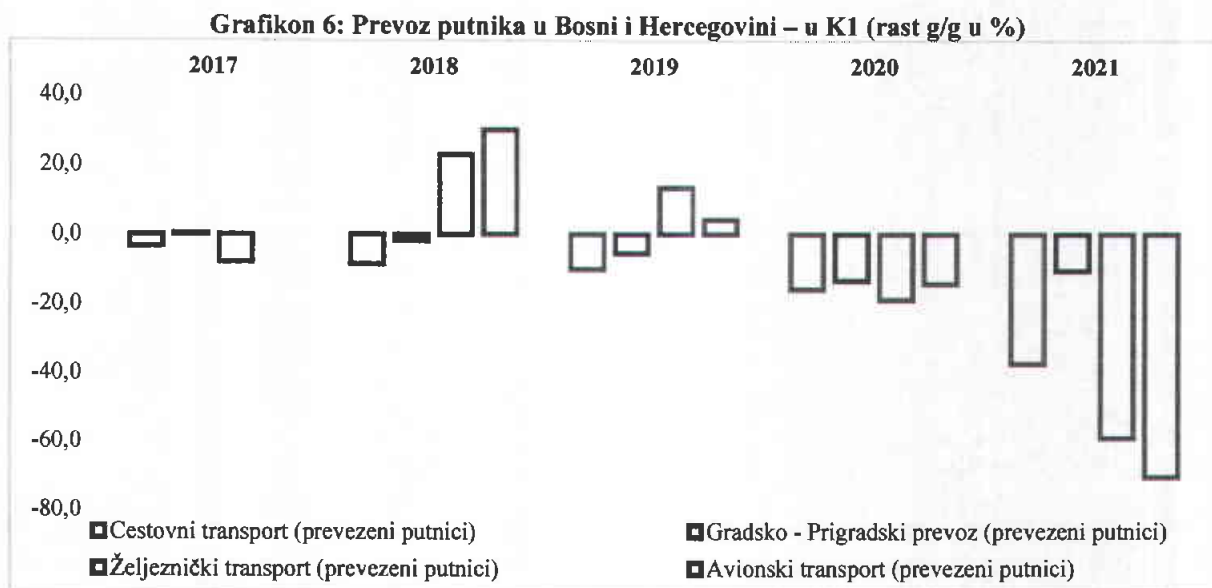 Grafikon 6: Prevoz putnika u Bosni i Hercegovini – u K1 (rast g/g u %)
2017 2018 2019 2020 2021
40,0
20,0
0,0
-20,0
-40,0
-60,0
-80,0
Cestovni transport (prevezeni putnici) Gradsko - Prigradski prevoz (prevezeni putnici)
Željeznički transport (prevezeni putnici) Avionski transport (prevezeni putnici)